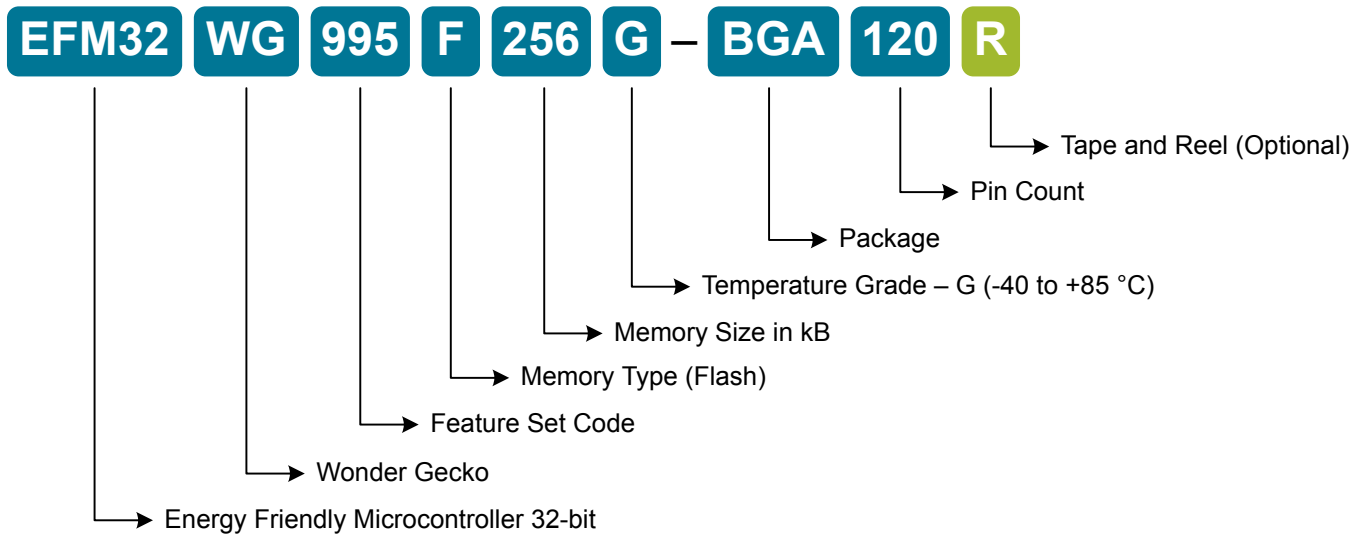 EFM32 WG 995 F 256 G – BGA 120 R
Tape and Reel (Optional)
Pin Count
Package
Temperature Grade – G (-40 to +85 °C)
Memory Size in kB
Memory Type (Flash)
Feature Set Code
Wonder Gecko
Energy Friendly Microcontroller 32-bit